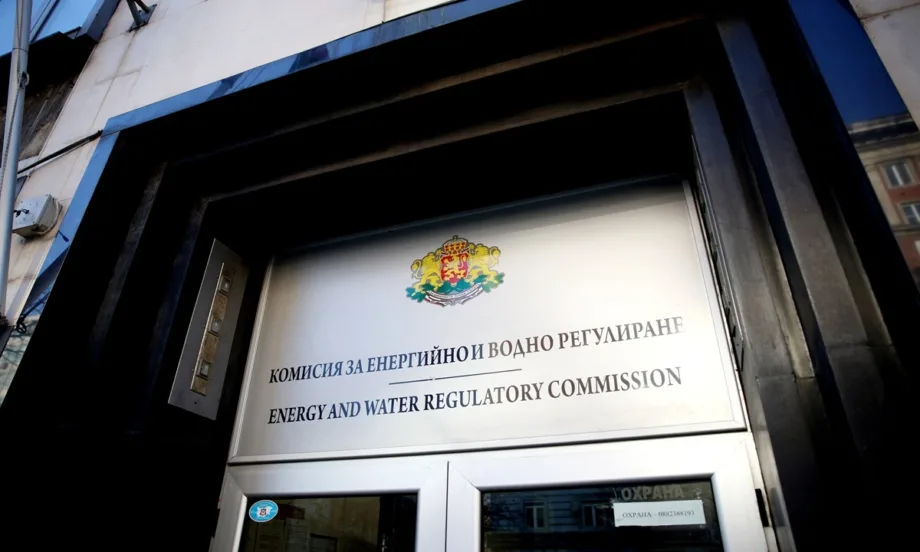 КОМИСИЯ ЗА ЕНЕРГИЙНО И ВОДНО РЕГУЛИРАНЕ
ENERGY AND WATER REGULATORY COMMISSION
ОХРАНА